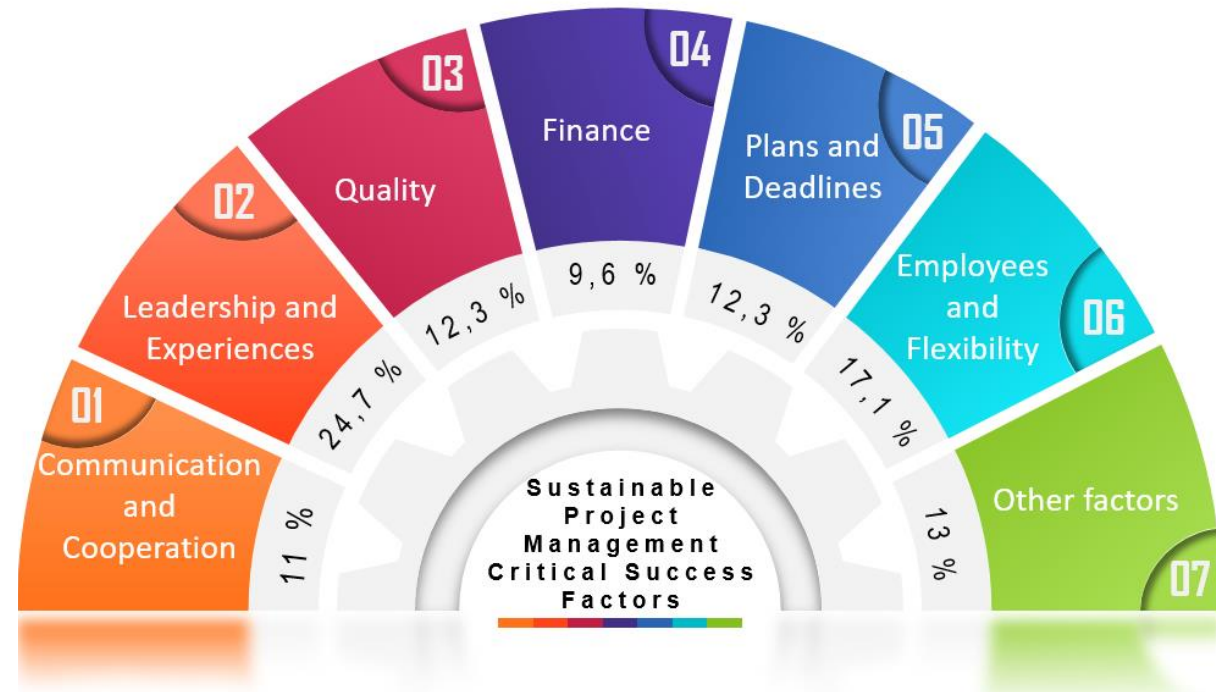 01
Communication
and
Cooperation
11 %
02
Leadership and
Experiences
24,7 %
03
Quality
12,3 %
04
Finance
9,6 %
05
Plans and
Deadlines
12,3 %
06
Employees
and
Flexibility
17,1 %
07
Other factors
13 %
Sustainable
Project
Management
Critical Success
Factors